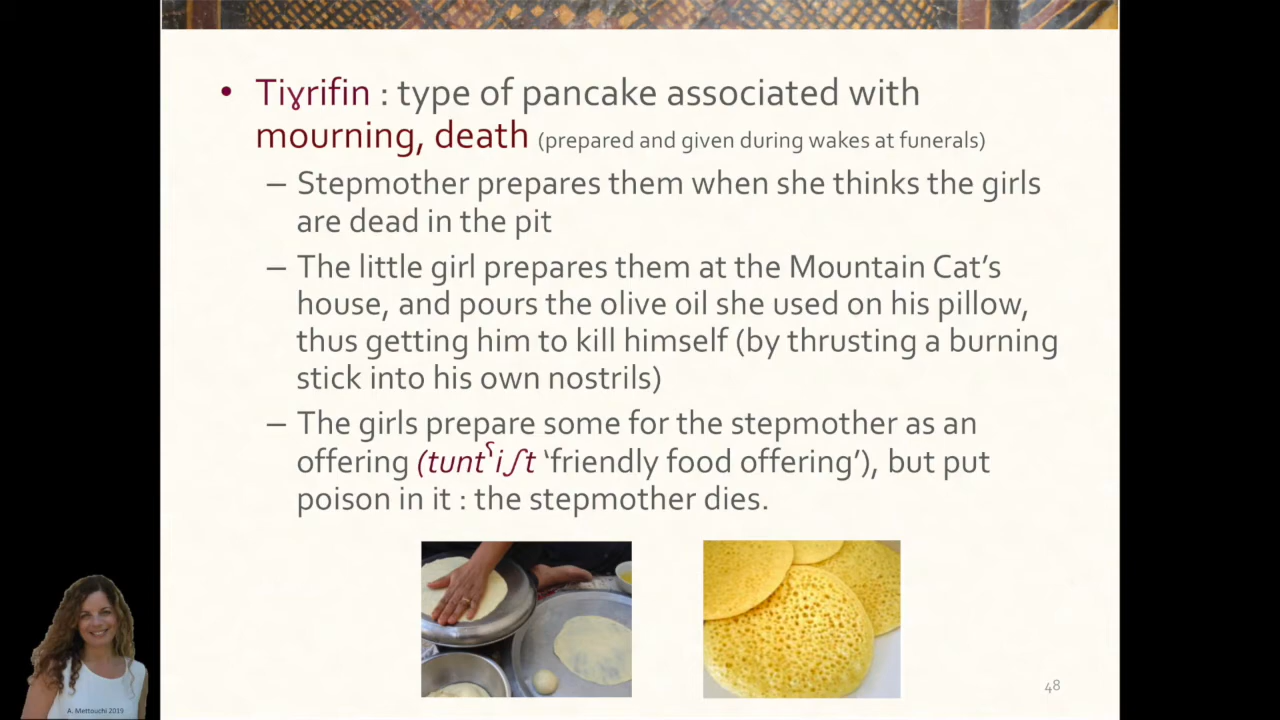 • Tiɣrifin : type of pancake associated with
mourning, death (prepared and given during wakes at funerals)
– Stepmother prepares them when she thinks the girls
are dead in the pit
– The little girl prepares them at the Mountain Cat’s
house, and pours the olive oil she used on his pillow,
thus getting him to kill himself (by thrusting a burning
stick into his own nostrils)
– The girls prepare some for the stepmother as an
offering (tuntˤiʃt ‘friendly food offering’), but put
poison in it : the stepmother dies.
48
A. Mettouchi 2019